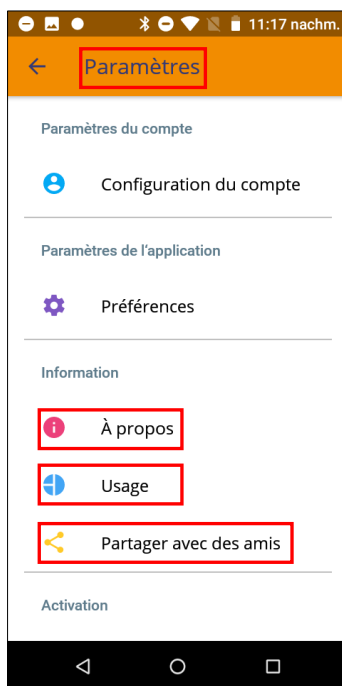 11:17 nachm.
Paramètres
Paramètres du compte
Configuration du compte
Paramètres de l'application
Préférences
Information
À propos
Usage
Partager avec des amis
Activation